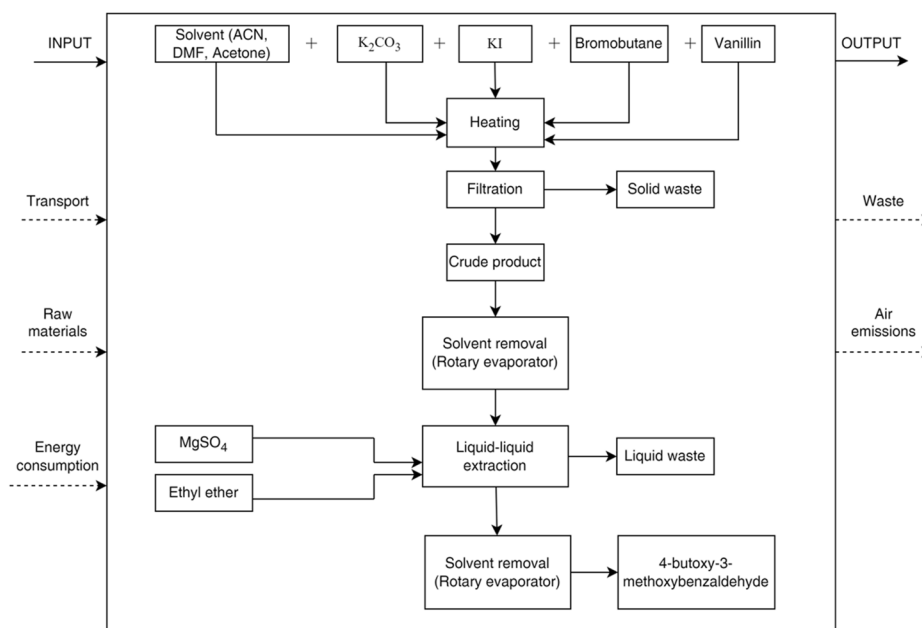 INPUT
Solvent (ACN,
DMF, Acetone)
+
K₂CO₃
+
KI
+
Bromobutane
+
Vanillin
OUTPUT
Heating
Transport
Filtration
Solid waste
Waste
Crude product
Raw
materials
Solvent removal
(Rotary evaporator)
Air
emissions
Energy
consumption
MgSO₄
Ethyl ether
Liquid-liquid
extraction
Liquid waste
Solvent removal
(Rotary evaporator)
4-butoxy-3-
methoxybenzaldehyde